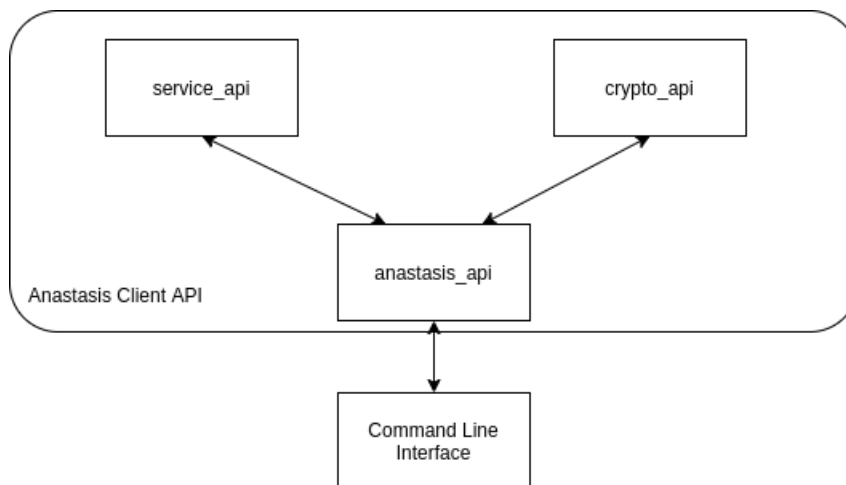 service_api
crypto_api
anastasis_api
Anastasis Client API
Command Line
Interface